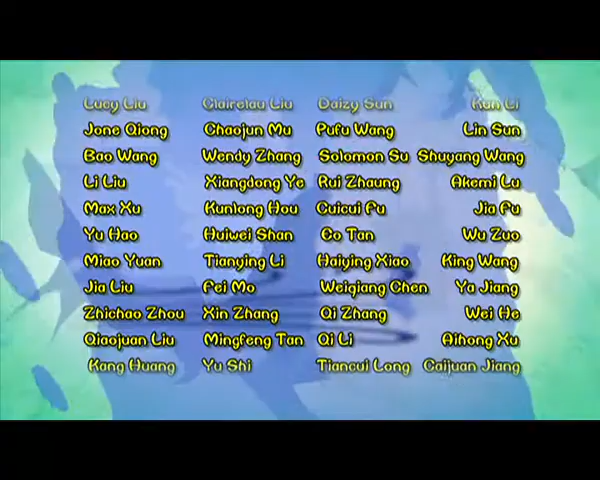 Lucy Liu Clairelau Liu Daizy Sun Kun Li
Jone Qiong Chaojun Mu Pufu Wang Lin Sun
Bao Wang Wendy Zhang Solomon Su Shuyang Wang
Li Liu Xiangdong Ye Rui Zhaung Akemi Lu
Max Xu Kunlong Hou Cuicui Fu Jia Fu
Yu Hao Huiwei Shan Co Tan Wu Zuo
Miao Yuan Tianying Li Haiying Xiao King Wang
Jia Liu Fei Mo Weiqiang Chen Ya Jiang
Zhichao Zhou Xin Zhang Qi Zhang Wei He
Qiaojuan Liu Mingfeng Tan Qi Li Aihong Xu
Kang Huang Yu Shi Tiancui Long Caijuan Jiang